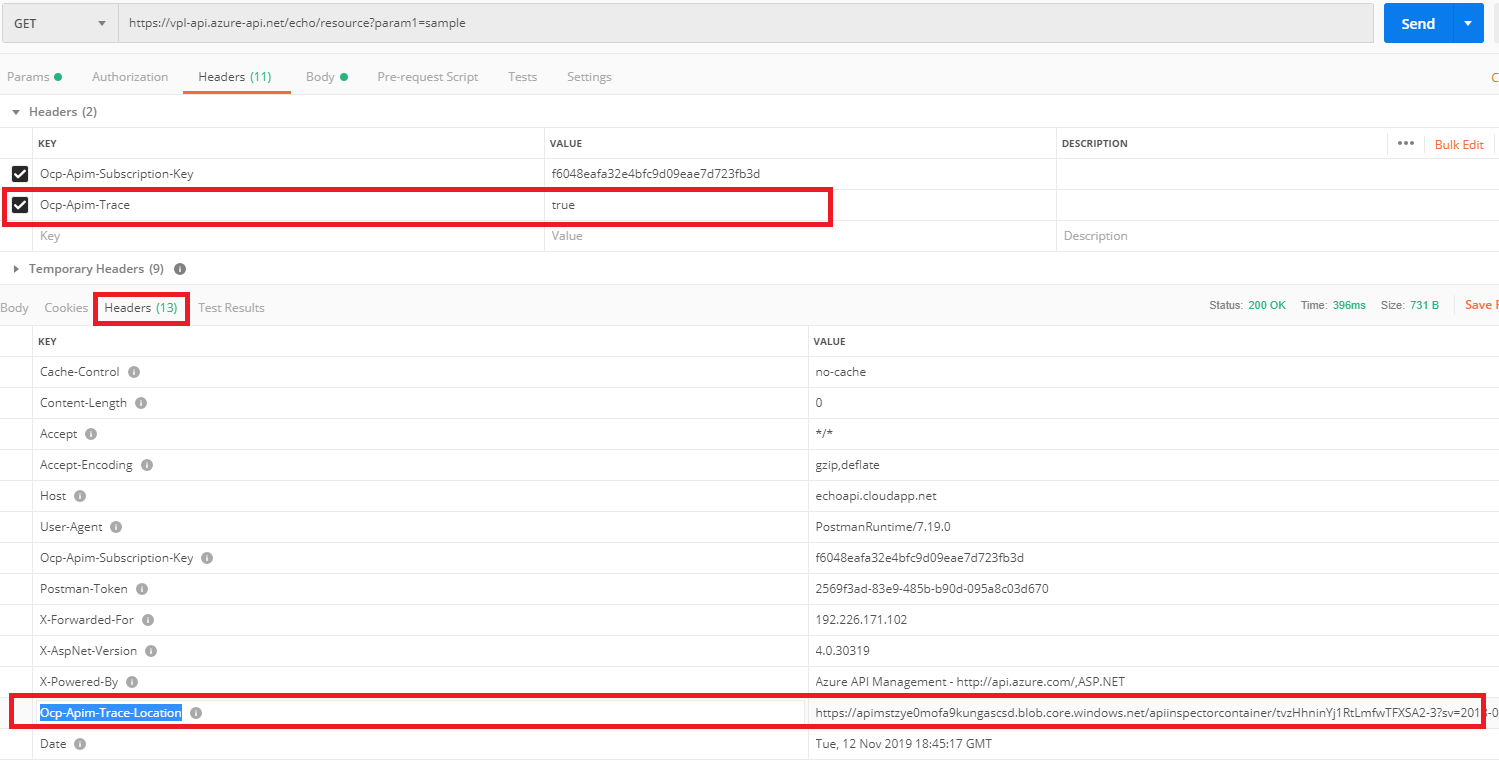 GET https://vpl-api.azure-api.net/echo/resource?param1=sample Send
Params Authorization Headers (11) Body Pre-request Script Tests Settings C
Headers (2)
KEY VALUE DESCRIPTION ••• Bulk Edit
Ocp-Apim-Subscription-Key f6048eafa32e4bfc9d09eae7d723fb3d
Ocp-Apim-Trace true
Key Value Description
Temporary Headers (9)
Body Cookies Headers (13) Test Results Status: 200 OK Time: 396ms Size: 731 B Save
KEY VALUE
Cache-Control no-cache
Content-Length 0
Accept */*
Accept-Encoding gzip,deflate
Host echoapi.cloudapp.net
User-Agent PostmanRuntime/7.19.0
Ocp-Apim-Subscription-Key f6048eafa32e4bfc9d09eae7d723fb3d
Postman-Token 2569f3ad-83e9-485b-b90d-095a8c03d670
X-Forwarded-For 192.226.171.102
X-AspNet-Version 4.0.30319
X-Powered-By Azure API Management - http://api.azure.com/,ASP.NET
Ocp-Apim-Trace-Location https://apimstzye0mofa9kungascsd.blob.core.windows.net/apiinspectorcontainer/tvzHhninYj1RtLmfwTFXSA2-3?sv=2018-0
Date Tue, 12 Nov 2019 18:45:17 GMT